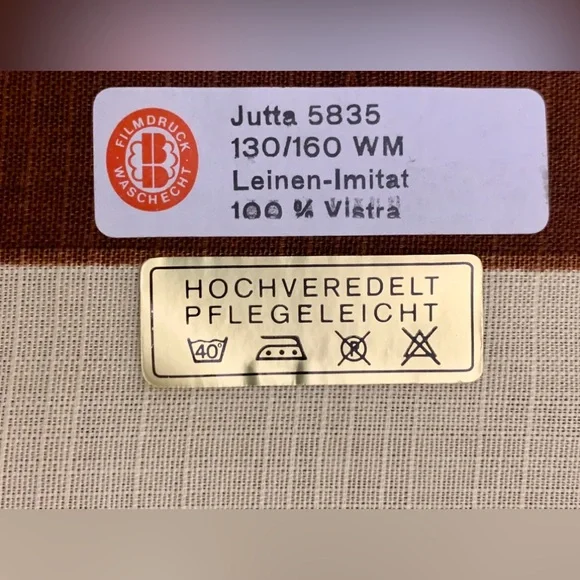 FILMDRUCK
WASCHECHT
Jutta 5835
130/160 WM
Leinen-Imitat
100 % Vistra
HOCHVEREDELT
PFLEGELEICHT
40°
P